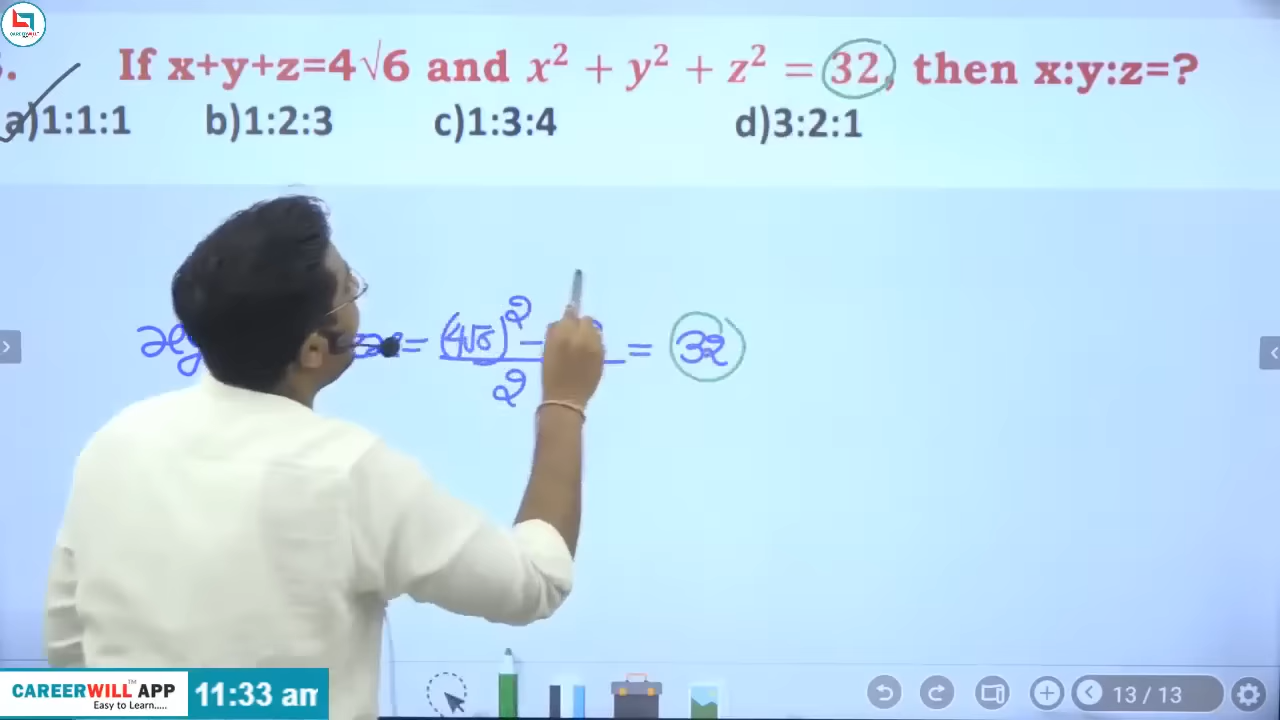 CAREERWILL
If x+y+z=4√6 and x² + y² + z² = 32, then x:y:z=?
a)1:1:1 b)1:2:3 c)1:3:4 d)3:2:1
= (4√6)² - = 32
2
CAREERWILL™ APP
Easy to Learn.....
11:33 am
13 / 13